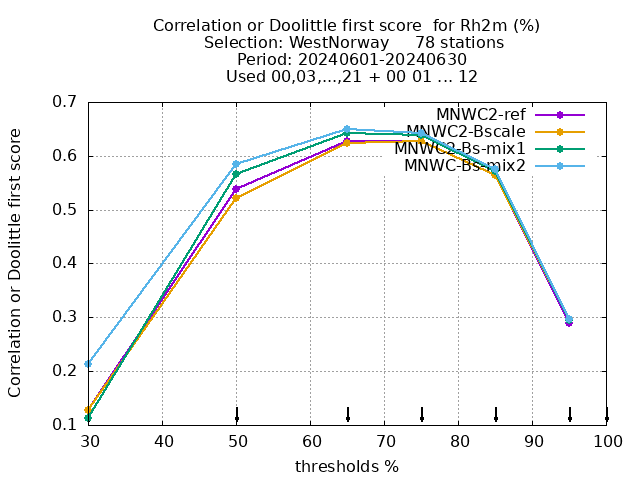 Correlation or Doolittle first score  for Rh2m (%)
Selection: WestNorway     78 stations
Period: 20240601-20240630
Used 00,03,...,21 + 00 01 ... 12
Correlation or Doolittle first score
0.7
0.6
0.5
0.4
0.3
0.2
0.1
MNWC2-ref
MNWC2-Bscale
MNWC2-Bs-mix1
MNWC-Bs-mix2
30 40 50 60 70 80 90 100
thresholds %